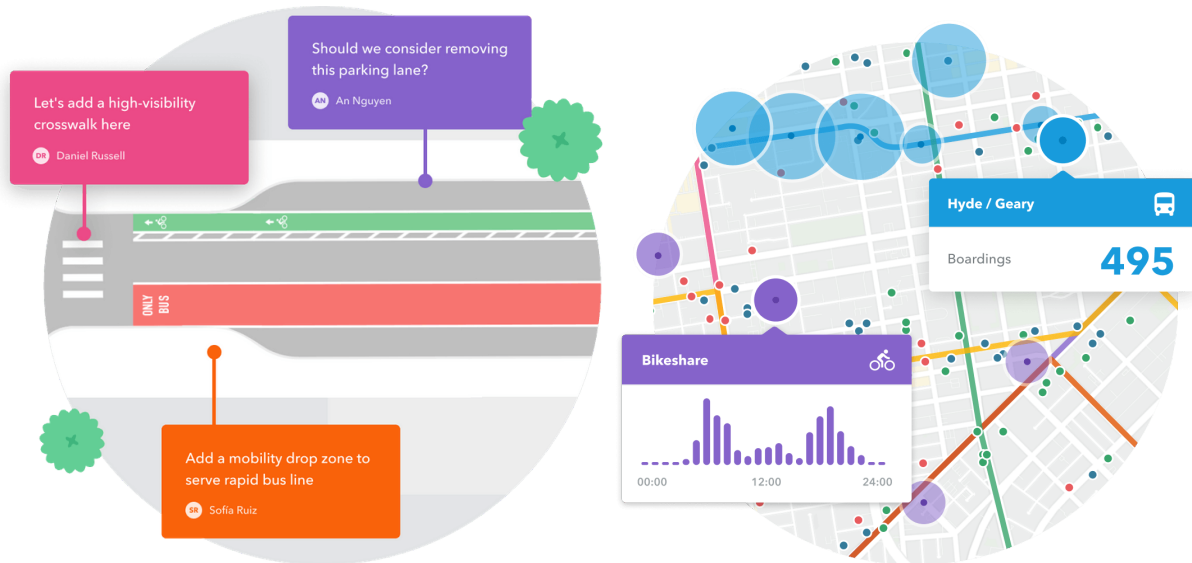 Should we consider removing
this parking lane?
AN An Nguyen
Let's add a high-visibility
crosswalk here
DR Daniel Russell
ONLY
BUS
Add a mobility drop zone to
serve rapid bus line
SR Sofía Ruiz
Hyde / Geary
Boardings 495
Bikeshare
00:00 12:00 24:00